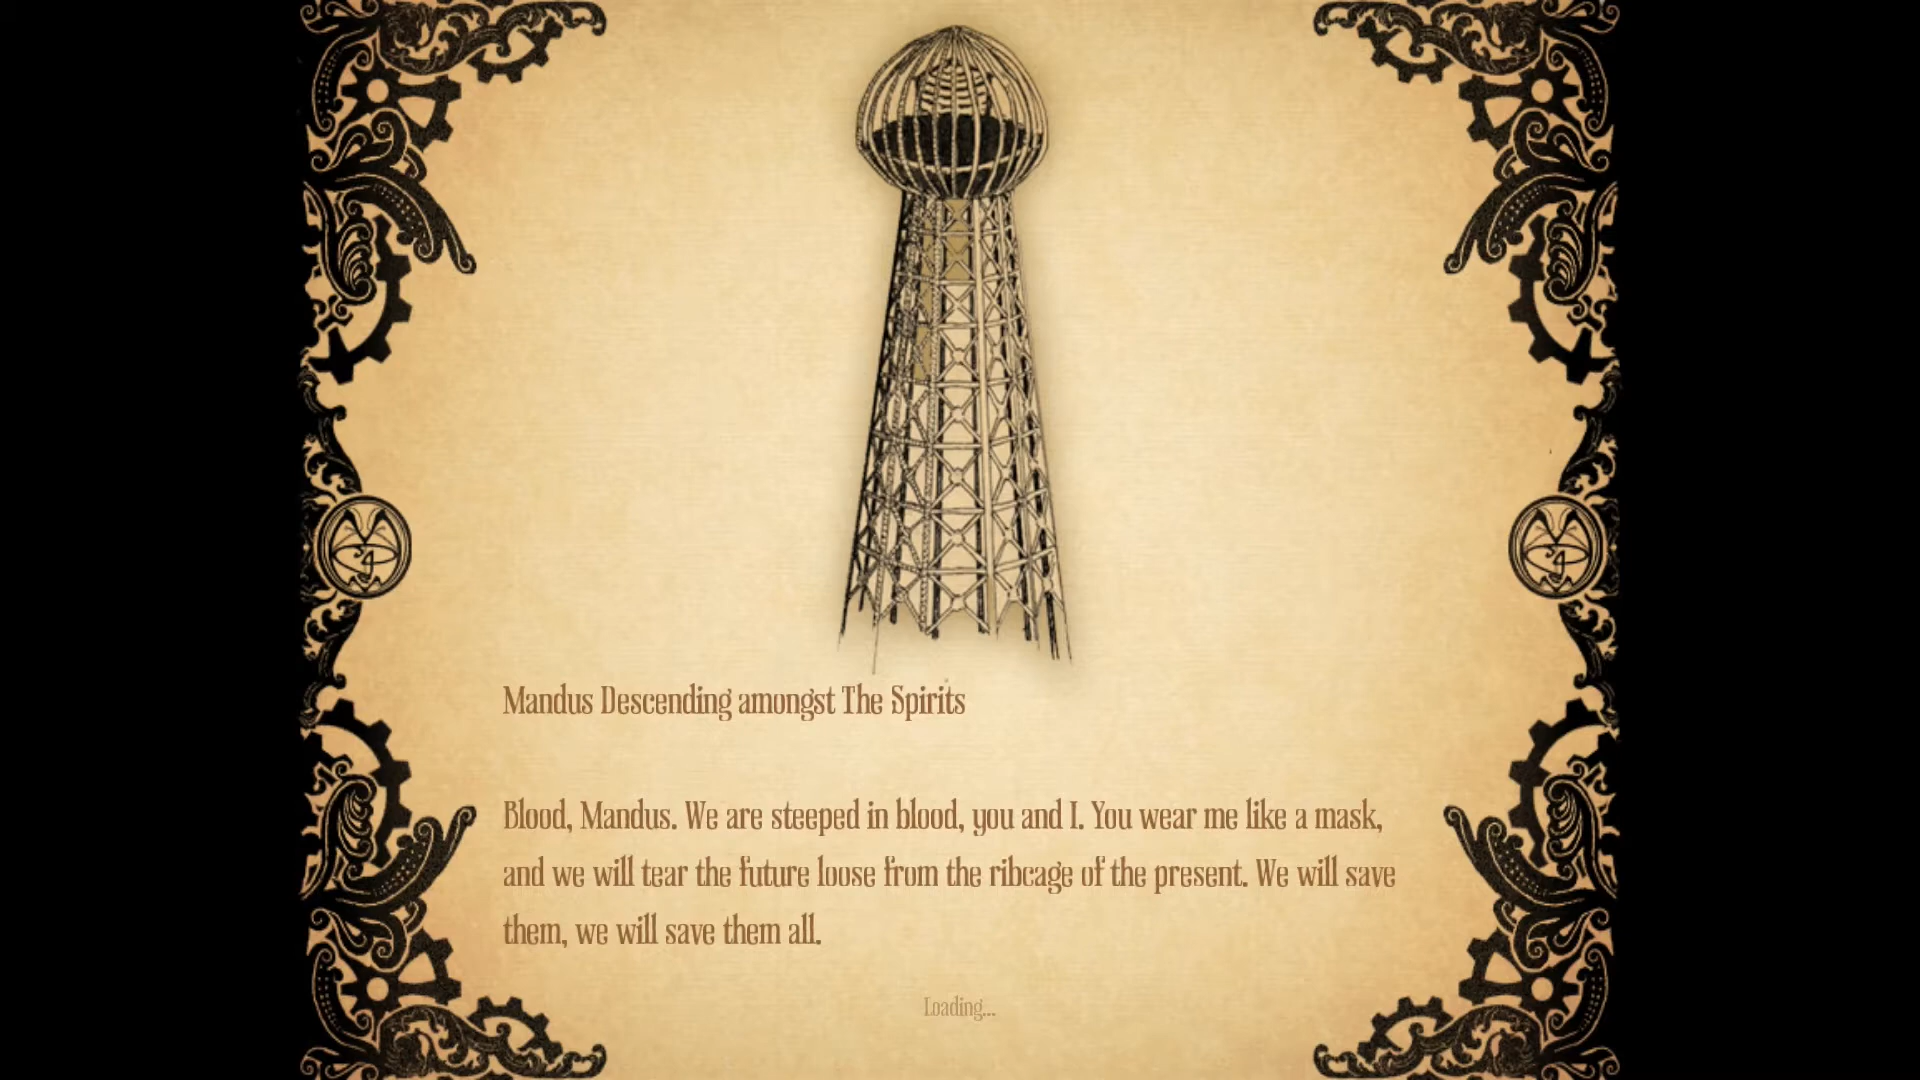 Mandus Descending amongst The Spirits
Blood, Mandus. We are steeped in blood, you and I. You wear me like a mask,
and we will tear the future loose from the ribcage of the present. We will save
them, we will save them all.
Loading...